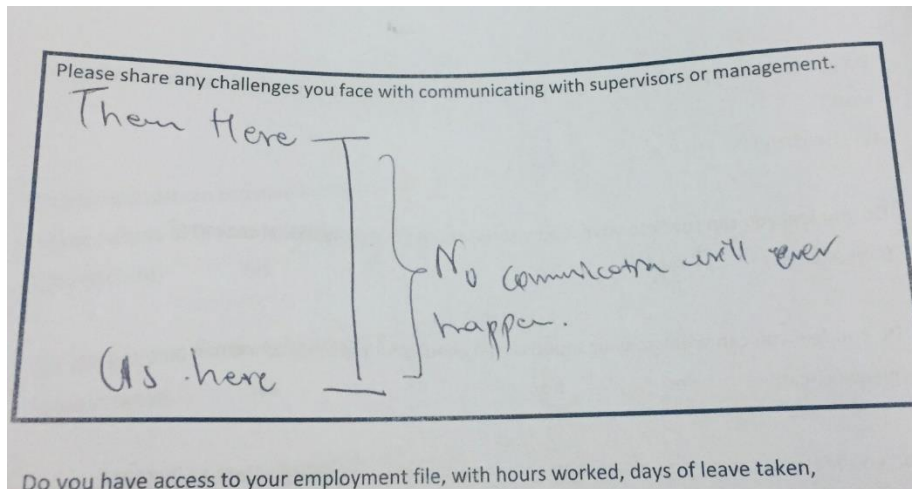 Please share any challenges you face with communicating with supervisors or management.
Them Here
No communication will ever
happen.
Us here
Do you have access to your employment file, with hours worked, days of leave taken,